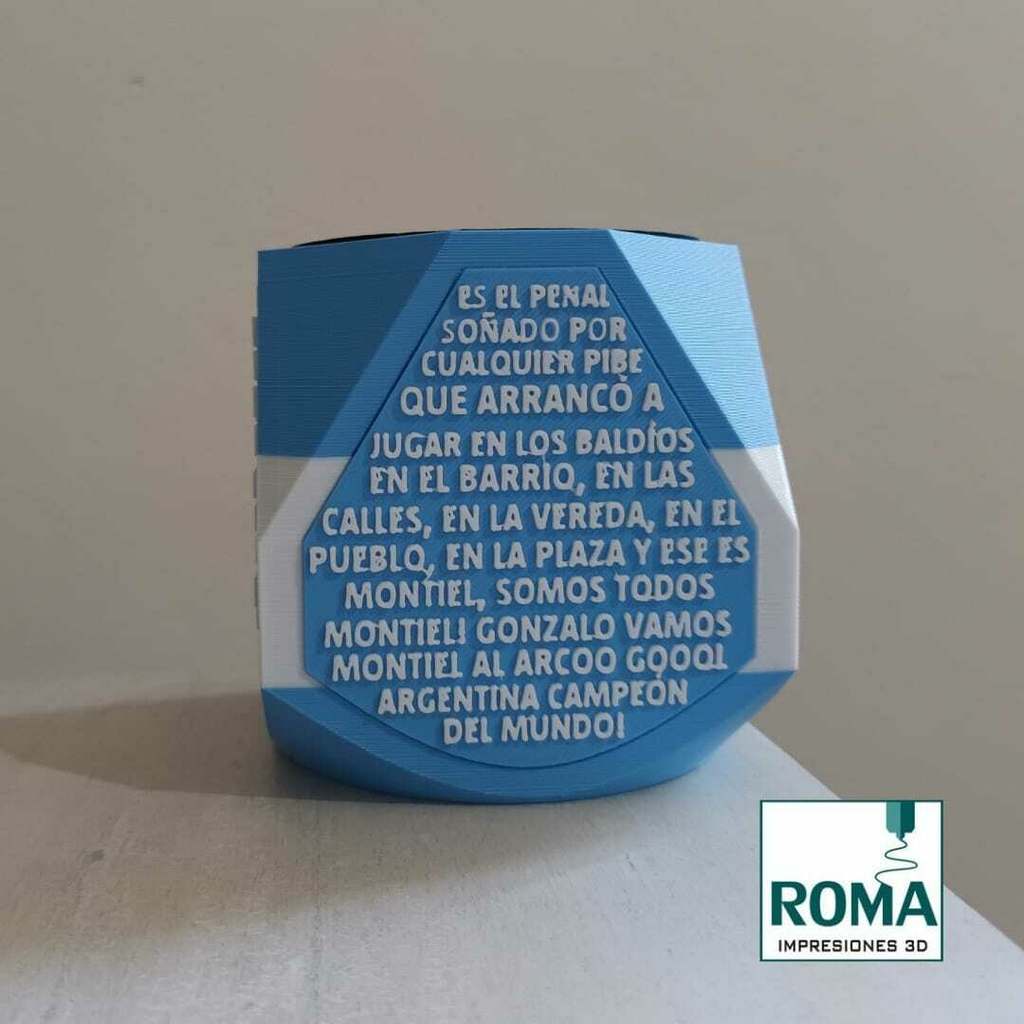 ES EL PENAL
SOÑADO POR
CUALQUIER PIBE
QUE ARRANCÓ A
JUGAR EN LOS BALDÍOS
EN EL BARRIO, EN LAS
CALLES, EN LA VEREDA, EN EL
PUEBLO, EN LA PLAZA Y ESE ES
MONTIEL, SOMOS TODOS
MONTIEL! GONZALO VAMOS
MONTIEL AL ARCOO GOOOL
ARGENTINA CAMPEÓN
DEL MUNDO!
ROMA
IMPRESIONES 3D